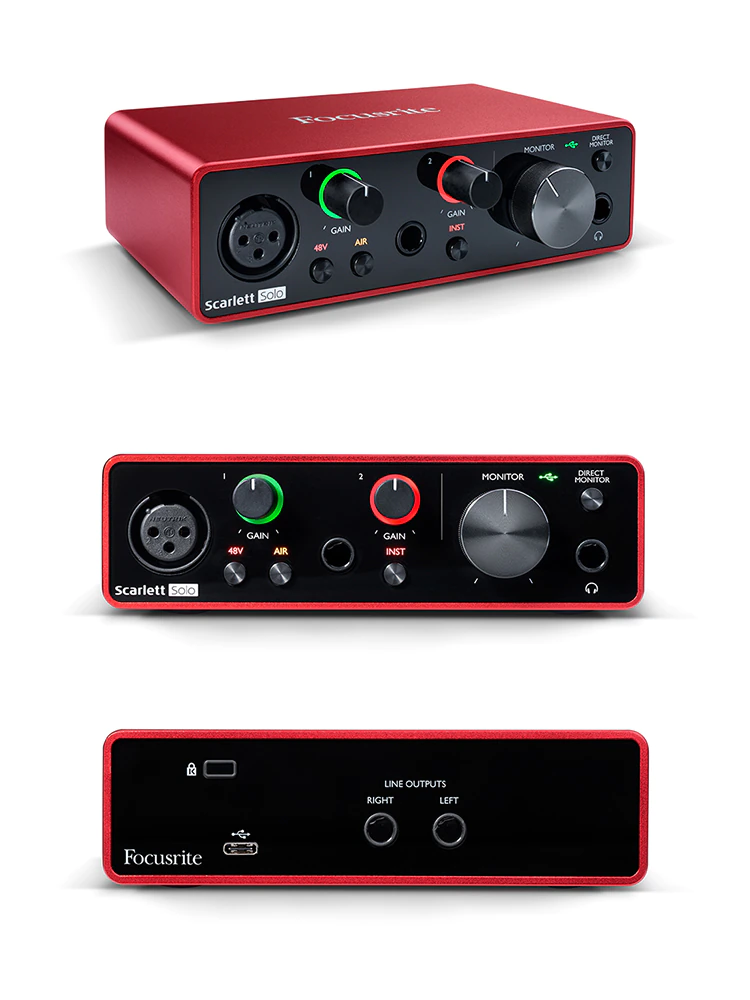 Focusrite
1
2
MONITOR
DIRECT
MONITOR
GAIN
GAIN
48V
AIR
INST
Scarlett Solo
1
2
MONITOR
DIRECT
MONITOR
NEUTRIK
GAIN
GAIN
48V
AIR
INST
Scarlett Solo
LINE OUTPUTS
RIGHT
LEFT
Focusrite